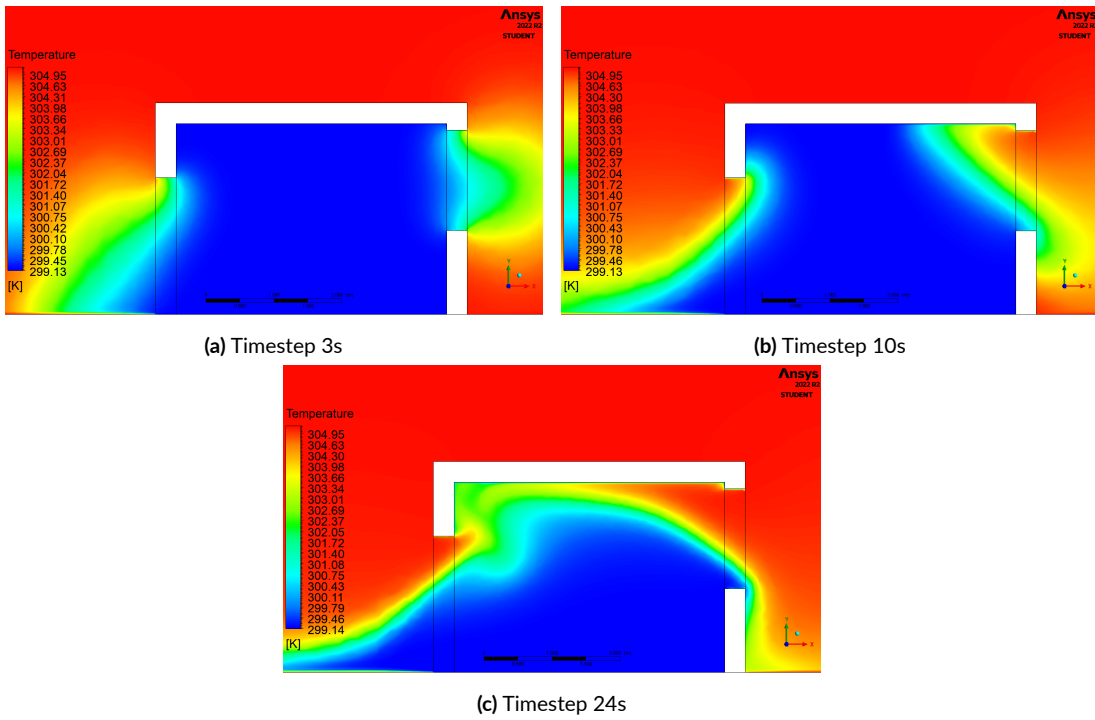 Ansys
2022 R2
STUDENT
Temperature
304.95
304.63
304.31
303.98
303.66
303.34
303.01
302.69
302.37
302.04
301.72
301.40
301.07
300.75
300.42
300.10
299.78
299.46
299.13
[K]
Y
X
(a) Timestep 3s
Ansys
2022 R2
STUDENT
Temperature
304.95
304.63
304.30
303.98
303.66
303.33
303.01
302.69
302.37
302.04
301.72
301.40
301.07
300.75
300.43
300.10
299.78
299.46
299.13
[K]
Y
X
(b) Timestep 10s
Ansys
2022 R2
STUDENT
Temperature
304.95
304.63
304.30
303.98
303.66
303.34
303.01
302.69
302.37
302.05
301.72
301.40
301.08
300.75
300.43
300.11
299.79
299.46
299.14
[K]
Y
X
(c) Timestep 24s